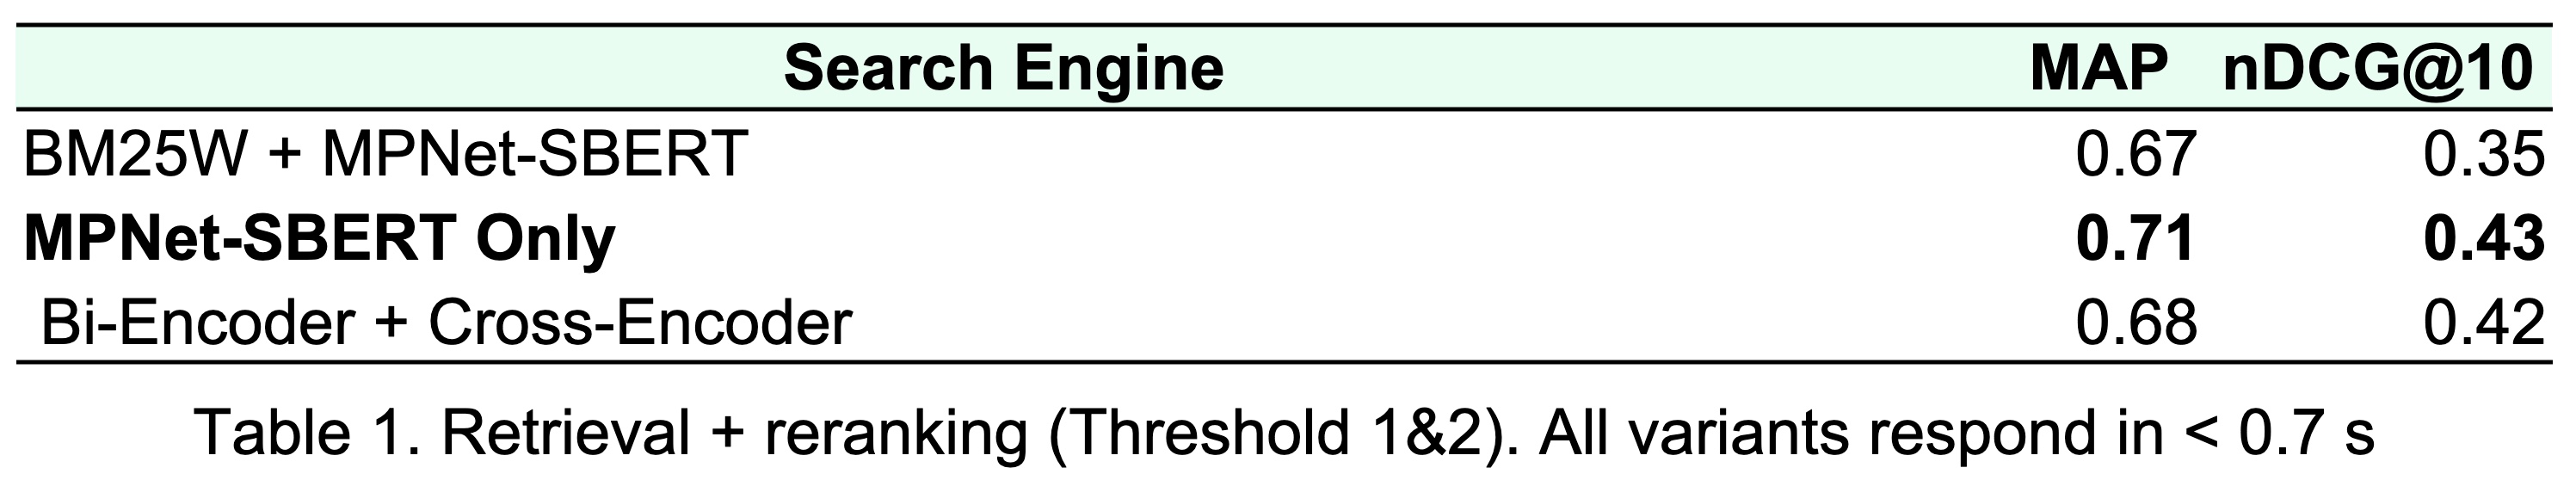 Search Engine MAP nDCG@10
BM25W + MPNet-SBERT 0.67 0.35
MPNet-SBERT Only 0.71 0.43
Bi-Encoder + Cross-Encoder 0.68 0.42
Table 1. Retrieval + reranking (Threshold 1&2). All variants respond in < 0.7 s